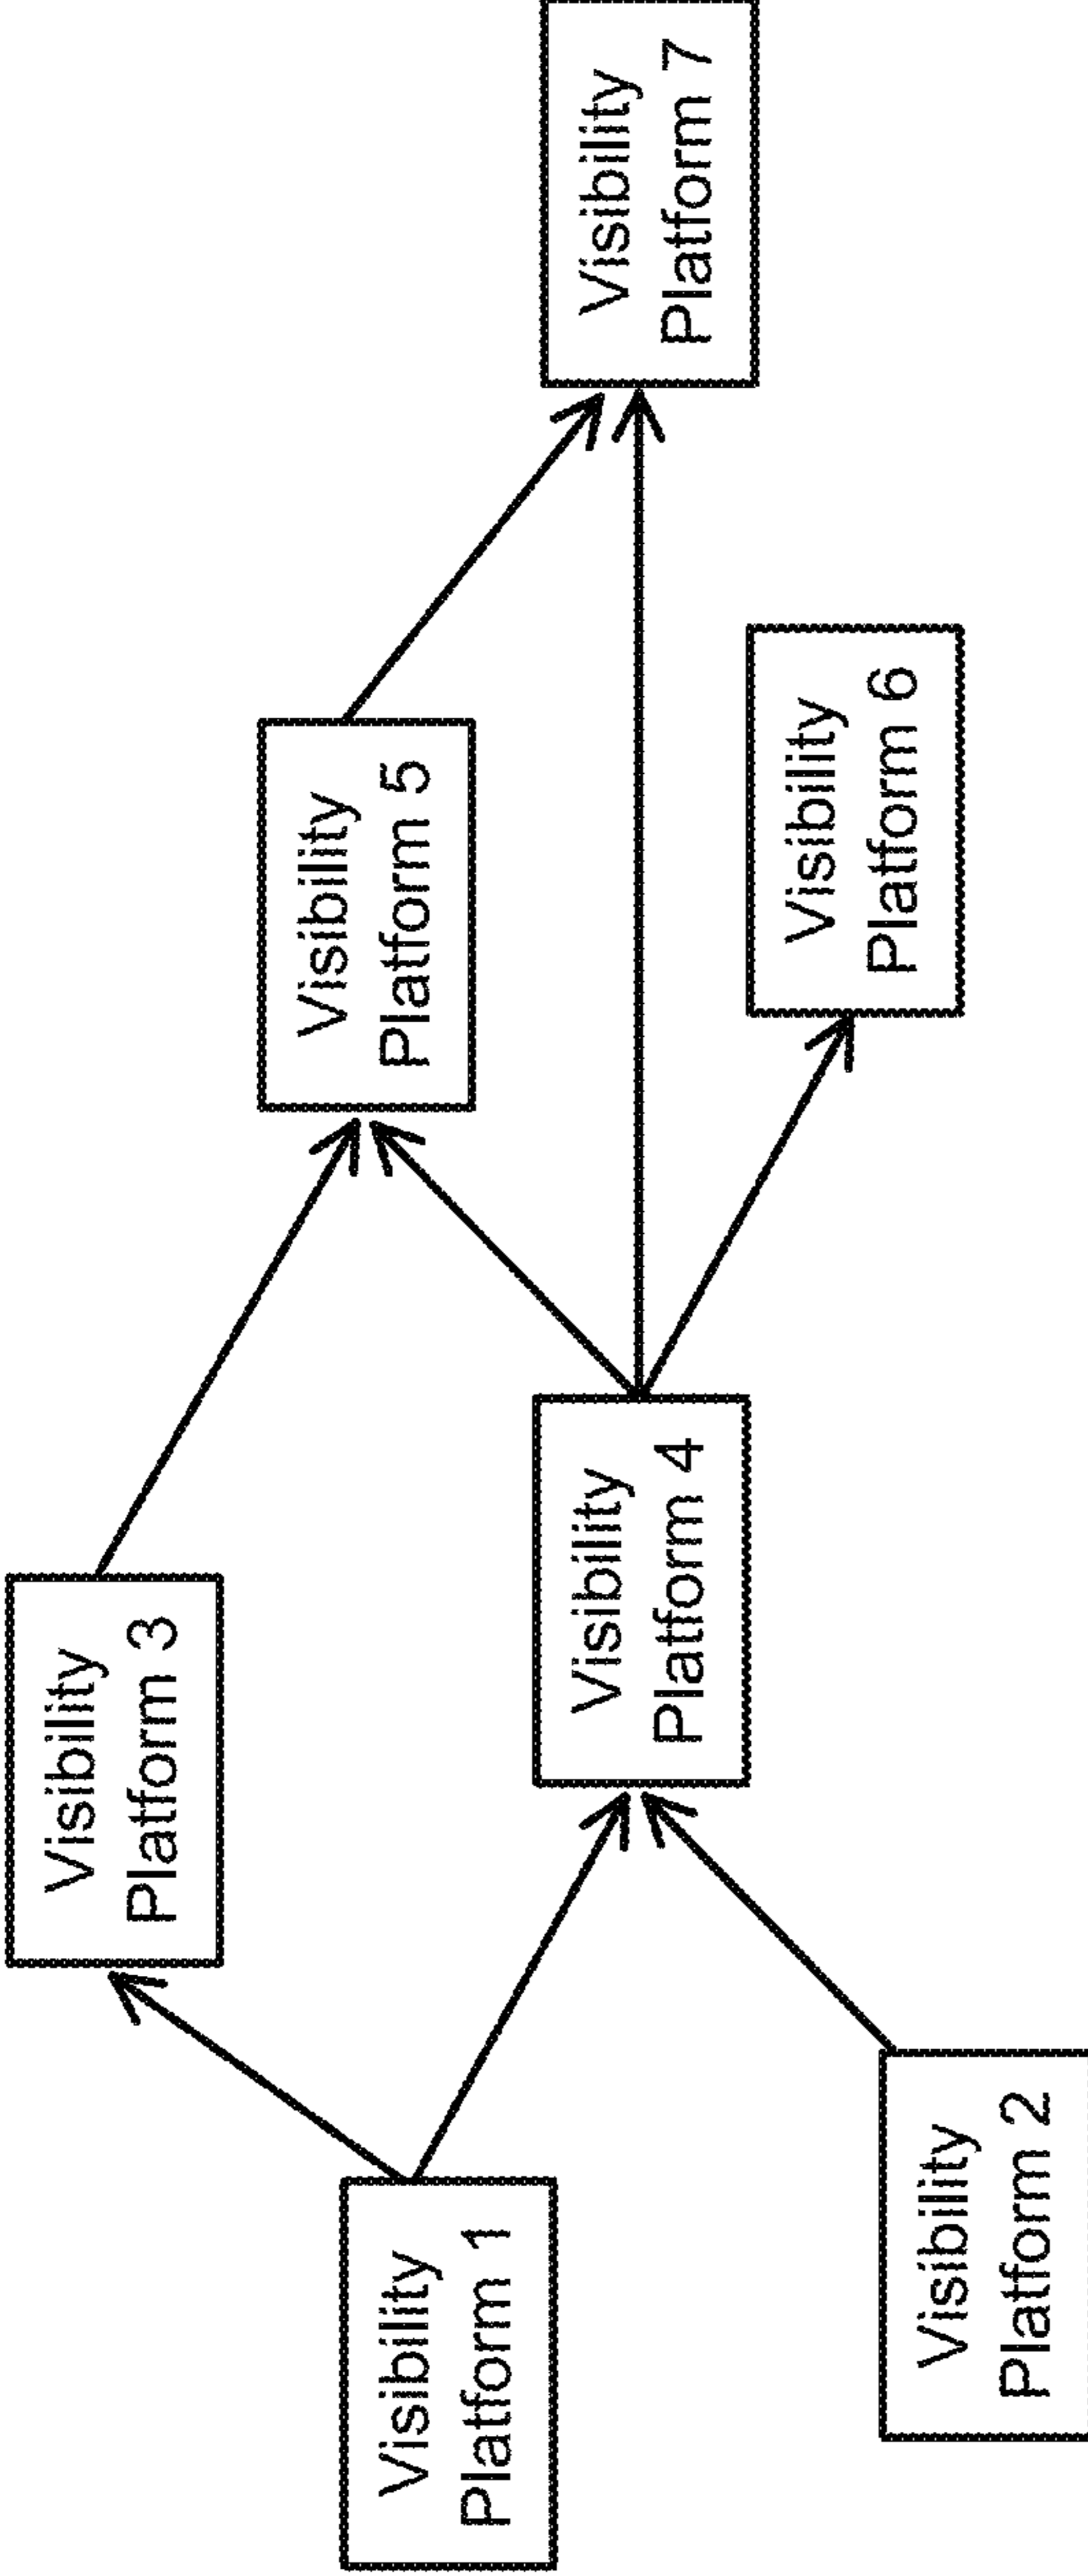 Visibility
Platform 1
Visibility
Platform 2
Visibility
Platform 3
Visibility
Platform 4
Visibility
Platform 5
Visibility
Platform 6
Visibility
Platform 7